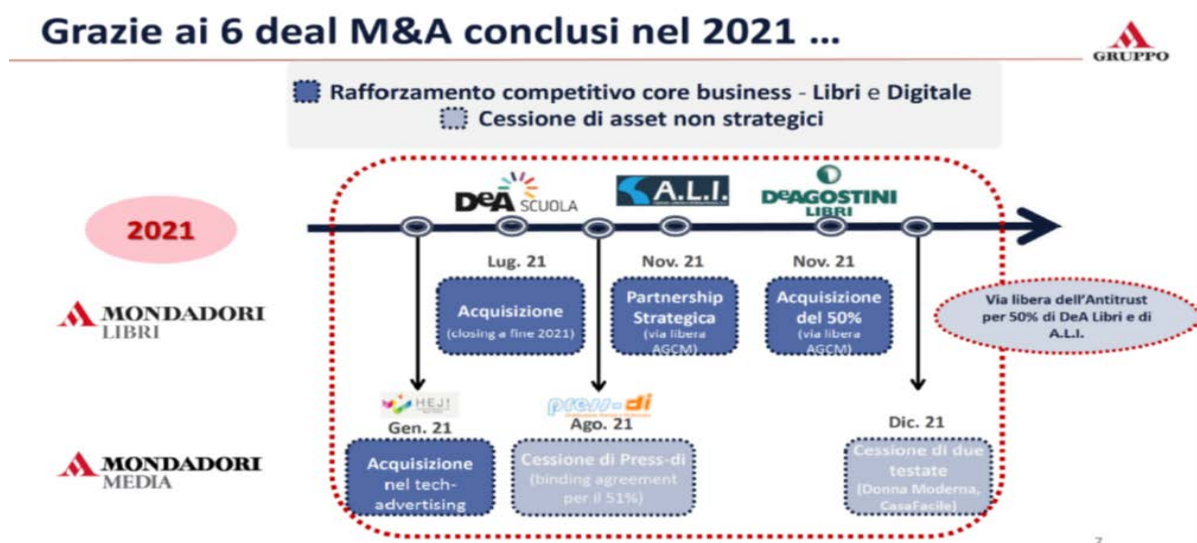 Grazie ai 6 deal M&A conclusi nel 2021 ...
GRUPPO
Rafforzamento competitivo core business - Libri e Digitale
Cessione di asset non strategici
DeA SCUOLA
A.L.I.
DeAGOSTINI
LIBRI
2021
Lug. 21
Nov. 21
Nov. 21
MONDADORI
LIBRI
Acquisizione
(closing a fine 2021)
Partnership
Strategica
(via libera
AGCM)
Acquisizione
del 50%
(via libera
AGCM)
Via libera dell'Antitrust
per 50% di DeA Libri e di
A.L.I.
HEJ!
press-di
Gen. 21
Ago. 21
Dic. 21
MONDADORI
MEDIA
Acquisizione
nel tech-
advertising
Cessione di Press-di
(binding agreement
per il 51%)
Cessione di due
testate
(Donna Moderna,
CasaFacile)
7